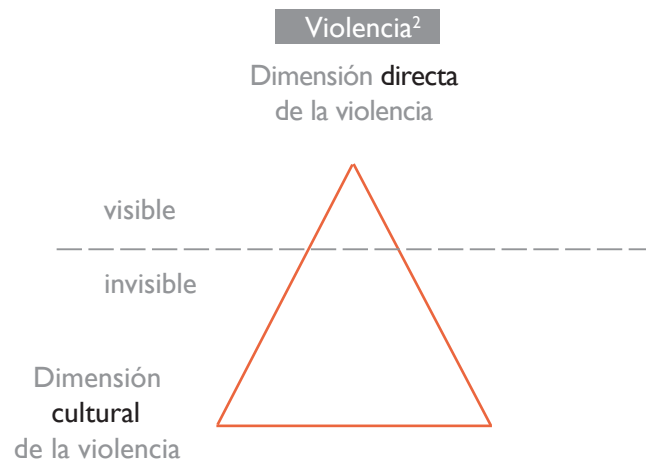 Violencia²
Dimensión directa
de la violencia
visible
invisible
Dimensión
cultural
de la violencia